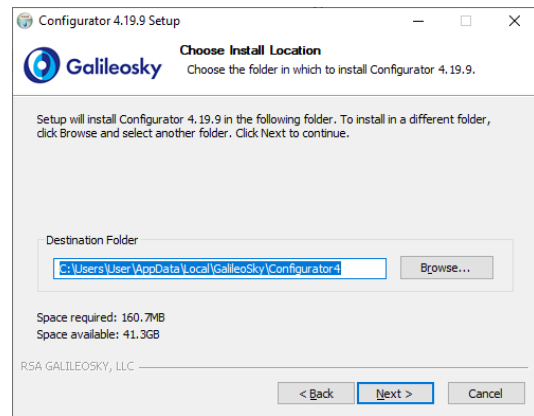 Configurator 4.19.9 Setup
Galileosky
Choose Install Location
Choose the folder in which to install Configurator 4.19.9.
Setup will install Configurator 4.19.9 in the following folder. To install in a different folder,
click Browse and select another folder. Click Next to continue.
Destination Folder
C:\Users\User\AppData\Local\GalileoSky\Configurator4
Browse...
Space required: 160.7MB
Space available: 41.3GB
RSA GALILEOSKY, LLC
< Back
Next >
Cancel